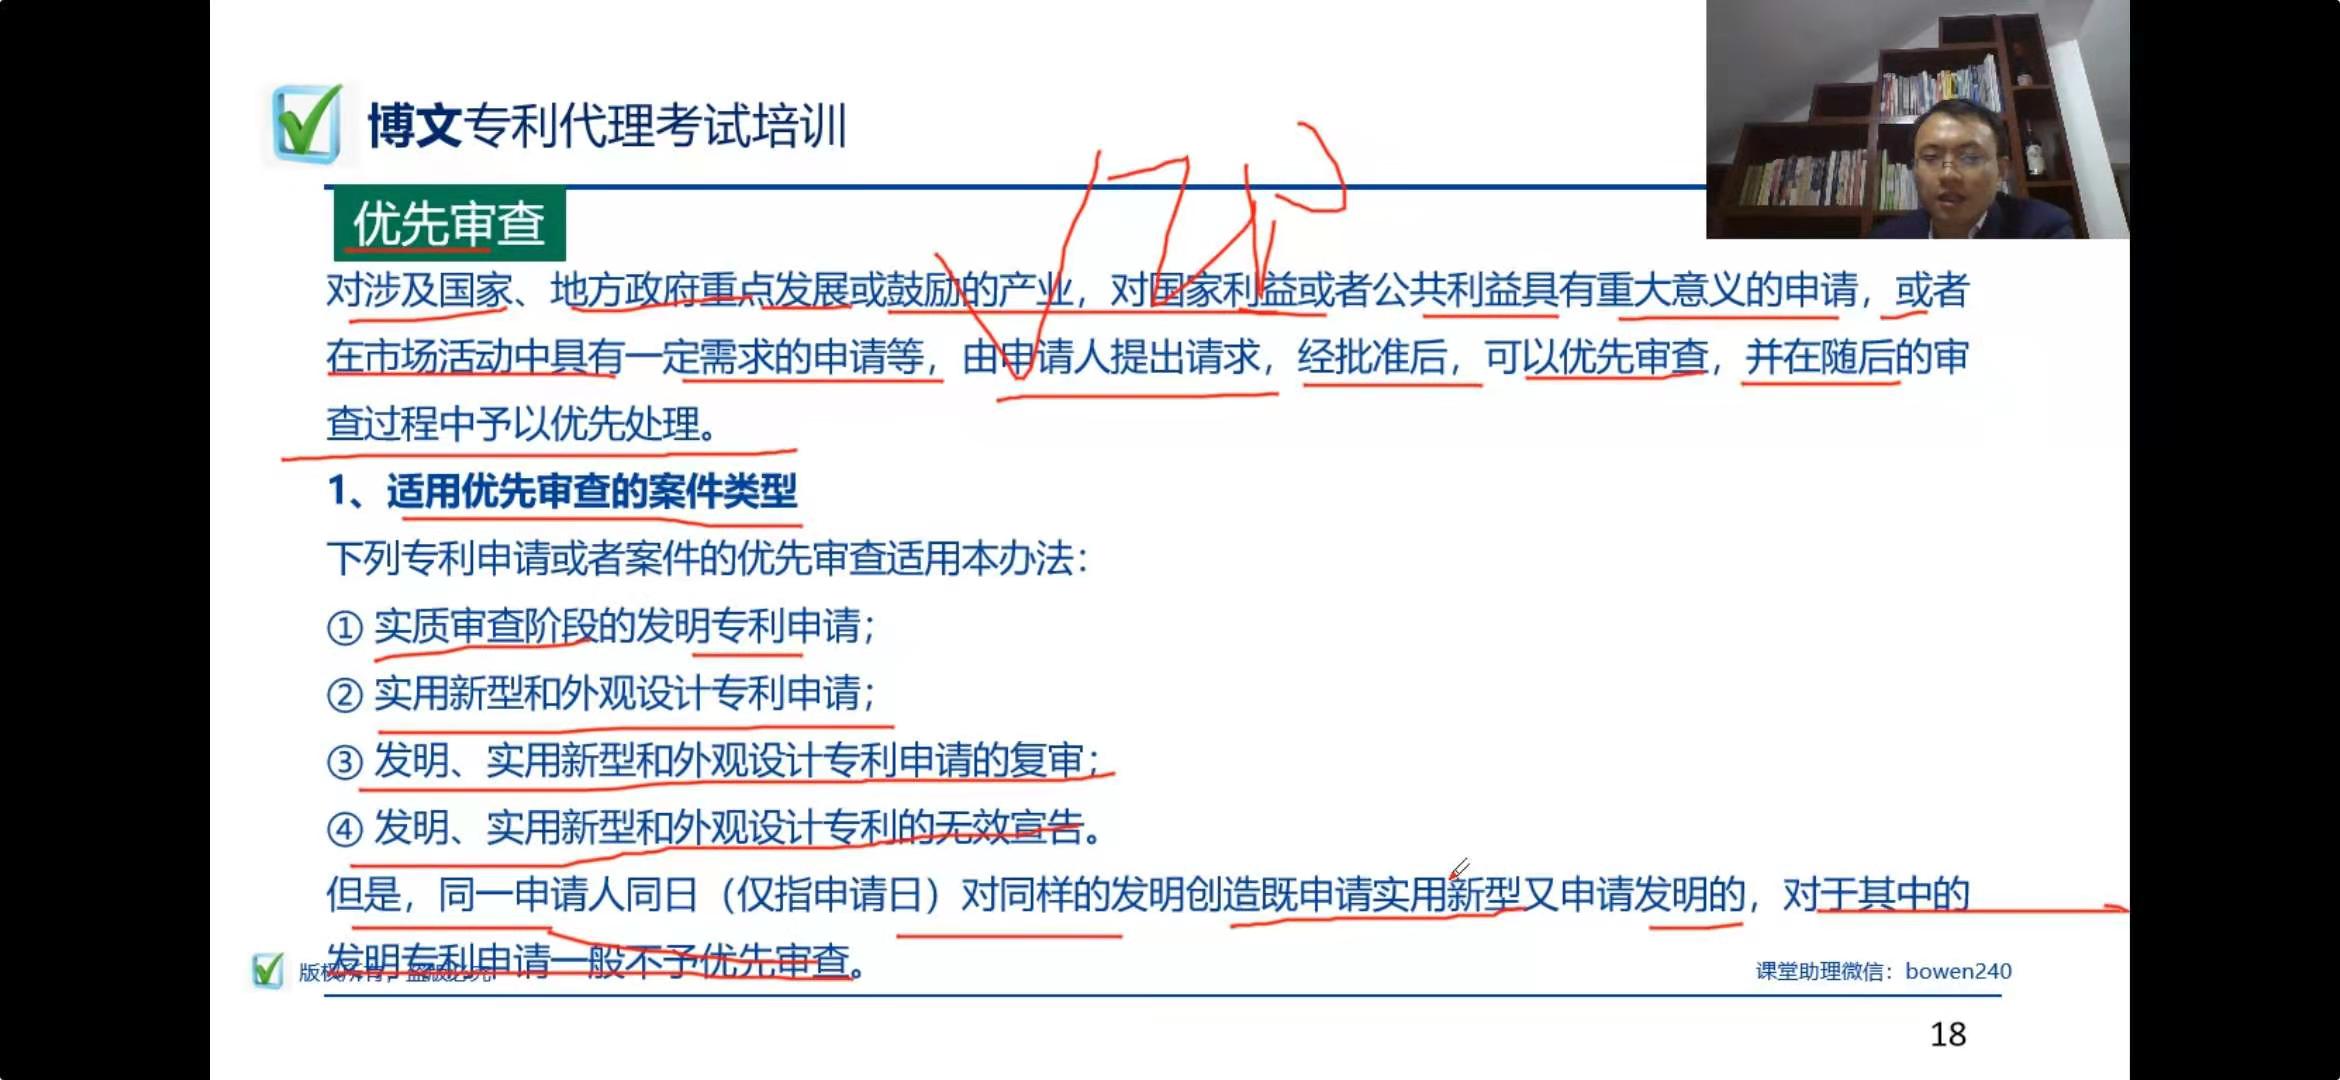 博文专利代理考试培训
优先审查
对涉及国家、地方政府重点发展或鼓励的产业，对国家利益或者公共利益具有重大意义的申请，或者
在市场活动中具有一定需求的申请等，由申请人提出请求，经批准后，可以优先审查，并在随后的审
查过程中予以优先处理。
1、适用优先审查的案件类型
下列专利申请或者案件的优先审查适用本办法：
① 实质审查阶段的发明专利申请；
② 实用新型和外观设计专利申请；
③ 发明、实用新型和外观设计专利申请的复审；
④ 发明、实用新型和外观设计专利的无效宣告。
但是，同一申请人同日（仅指申请日）对同样的发明创造既申请实用新型又申请发明的，对于其中的
发明专利申请一般不予优先审查。
版权所有，盗版必究
课堂助理微信：bowen240
18